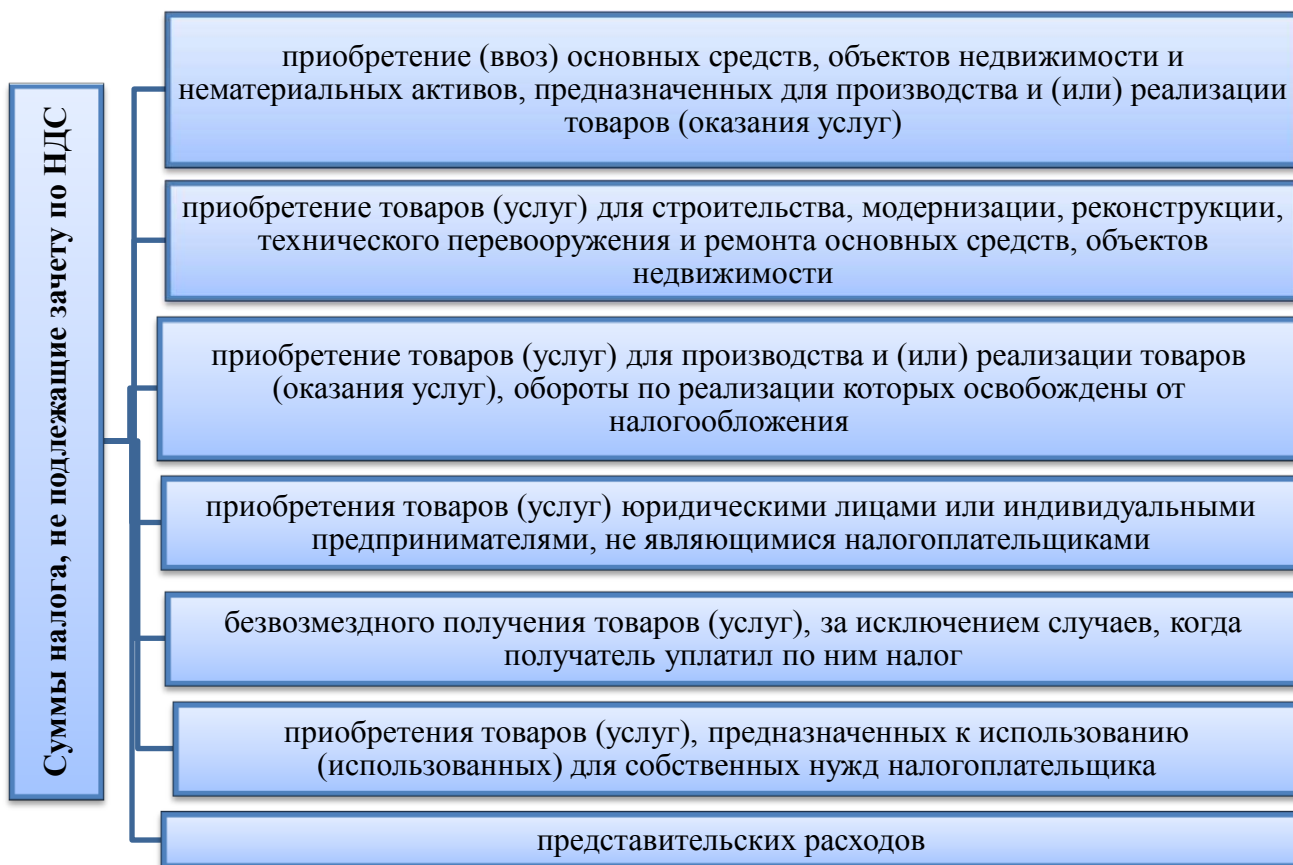 Суммы налога, не подлежащие зачету по НДС
приобретение (ввоз) основных средств, объектов недвижимости и
нематериальных активов, предназначенных для производства и (или) реализации
товаров (оказания услуг)
приобретение товаров (услуг) для строительства, модернизации, реконструкции,
технического перевооружения и ремонта основных средств, объектов
недвижимости
приобретение товаров (услуг) для производства и (или) реализации товаров
(оказания услуг), обороты по реализации которых освобождены от
налогообложения
приобретения товаров (услуг) юридическими лицами или индивидуальными
предпринимателями, не являющимися налогоплательщиками
безвозмездного получения товаров (услуг), за исключением случаев, когда
получатель уплатил по ним налог
приобретения товаров (услуг), предназначенных к использованию
(использованных) для собственных нужд налогоплательщика
представительских расходов